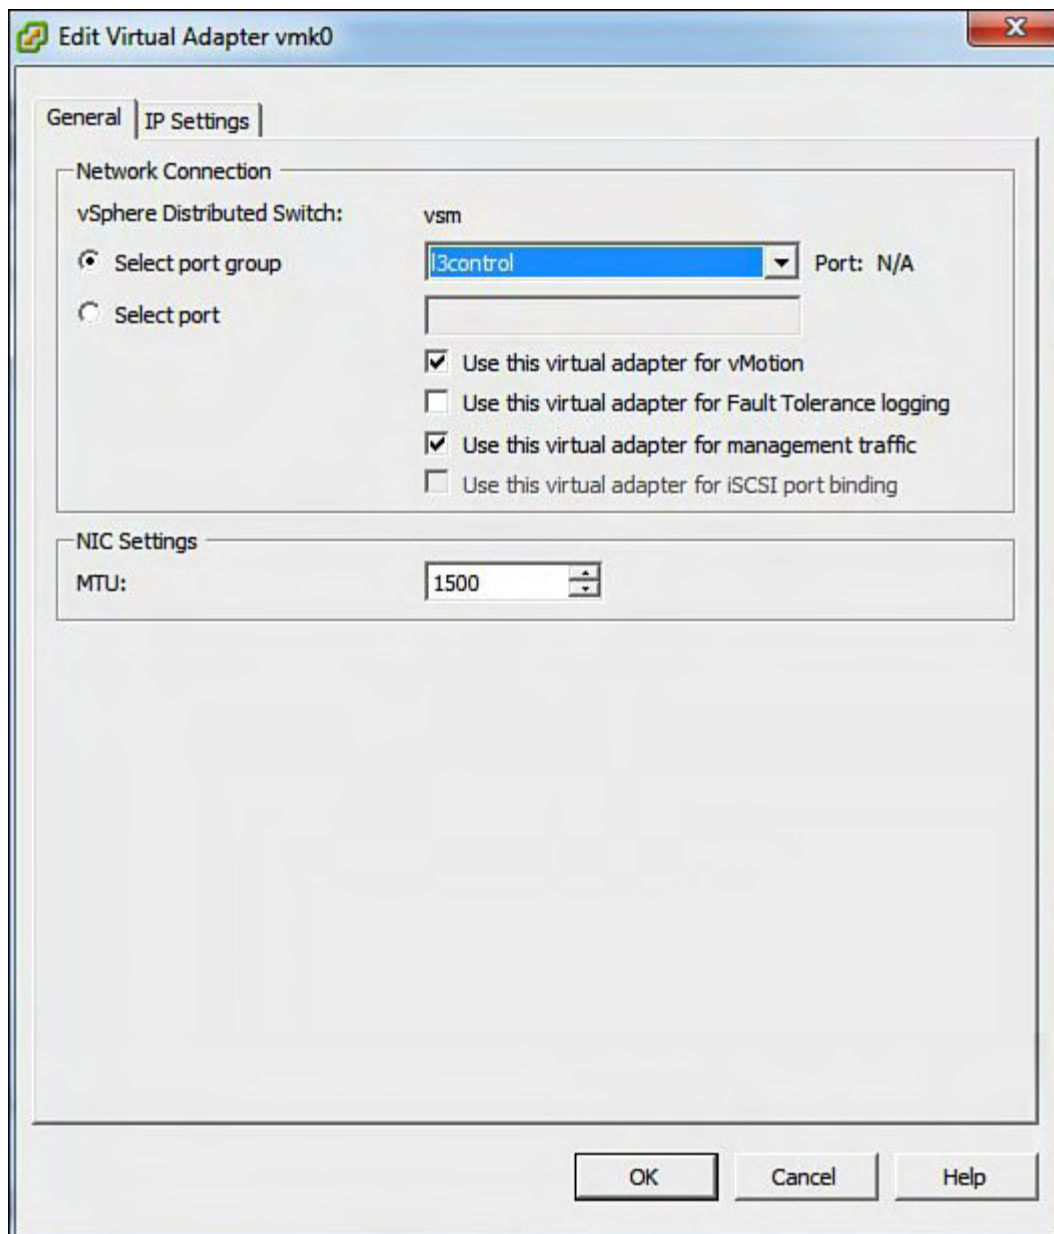 Edit Virtual Adapter vmk0
General IP Settings
Network Connection
vSphere Distributed Switch: vsm
Select port group l3control Port: N/A
Select port
Use this virtual adapter for vMotion
Use this virtual adapter for Fault Tolerance logging
Use this virtual adapter for management traffic
Use this virtual adapter for iSCSI port binding
NIC Settings
MTU: 1500
OK Cancel Help